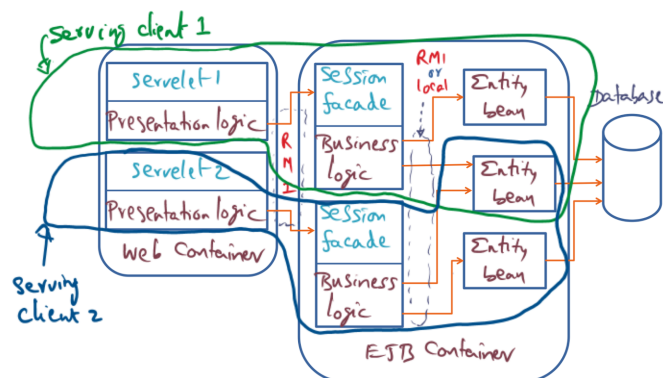 Serving client 1
Servelet 1
Presentation logic
Servelet 2
Presentation logic
Web Container
Serving
client 2
RMI
Session
facade
Business
logic
Session
facade
Business
logic
RMI
or
local
Entity
bean
Entity
bean
Entity
bean
EJB Container
Database